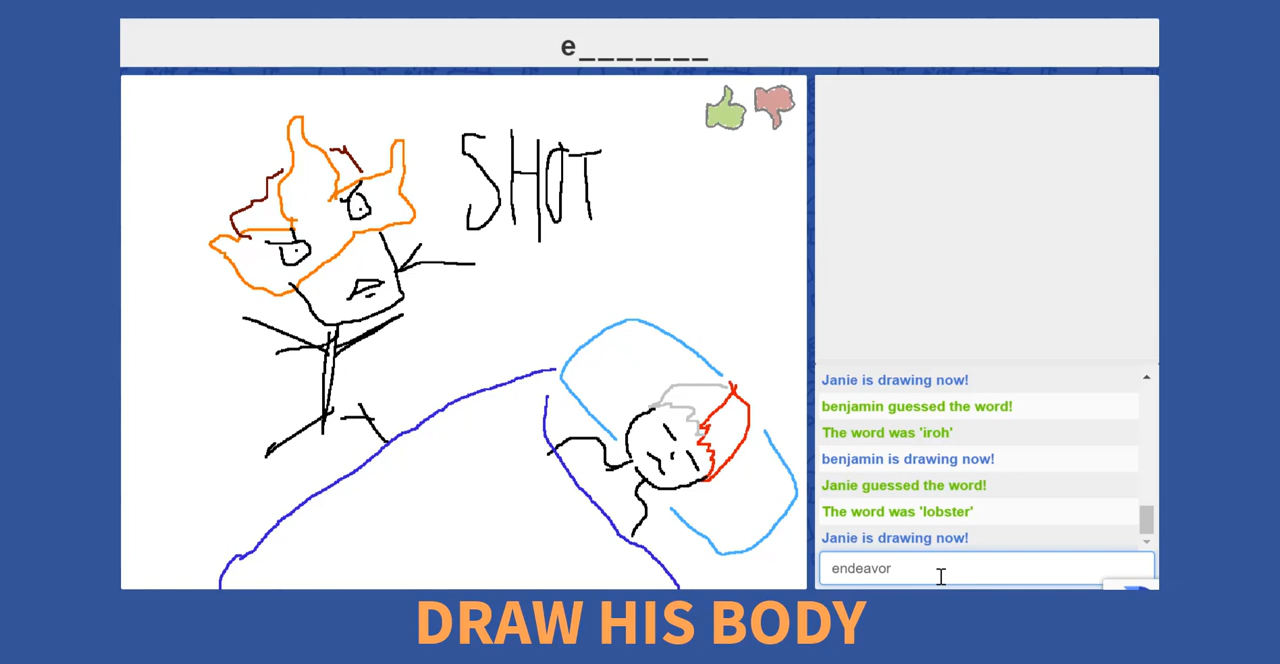 e_______
SHOT
Janie is drawing now!
benjamin guessed the word!
The word was 'iroh'
benjamin is drawing now!
Janie guessed the word!
The word was 'lobster'
Janie is drawing now!
endeavor
DRAW HIS BODY